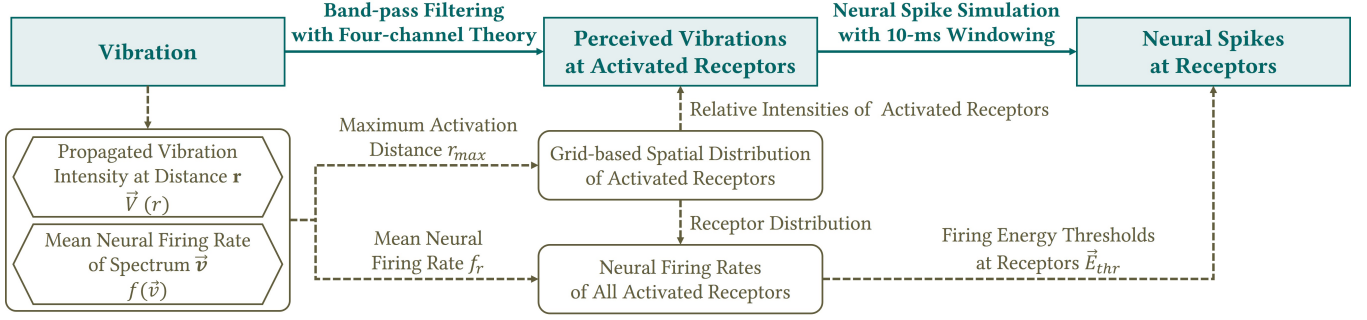 Band-pass Filtering
with Four-channel Theory
Neural Spike Simulation
with 10-ms Windowing
Vibration
Perceived Vibrations
at Activated Receptors
Neural Spikes
at Receptors
Relative Intensities of Activated Receptors
Maximum Activation
Distance r_max
Propagated Vibration
Intensity at Distance r
V⃗ (r)
Grid-based Spatial Distribution
of Activated Receptors
Receptor Distribution
Mean Neural Firing Rate
of Spectrum v⃗
f(v⃗)
Mean Neural
Firing Rate f_r
Neural Firing Rates
of All Activated Receptors
Firing Energy Thresholds
at Receptors E⃗_thr